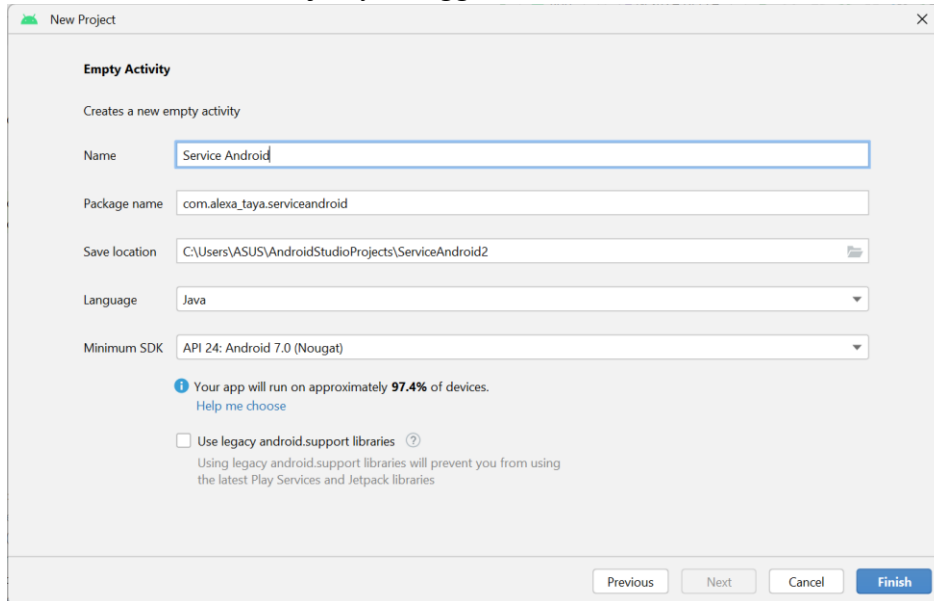 New Project
Empty Activity
Creates a new empty activity
Name Service Android
Package name com.alexa_taya.serviceandroid
Save location C:\Users\ASUS\AndroidStudioProjects\ServiceAndroid2
Language Java
Minimum SDK API 24: Android 7.0 (Nougat)
Your app will run on approximately 97.4% of devices.
Help me choose
Use legacy android.support libraries
Using legacy android.support libraries will prevent you from using
the latest Play Services and Jetpack libraries
Previous Next Cancel Finish